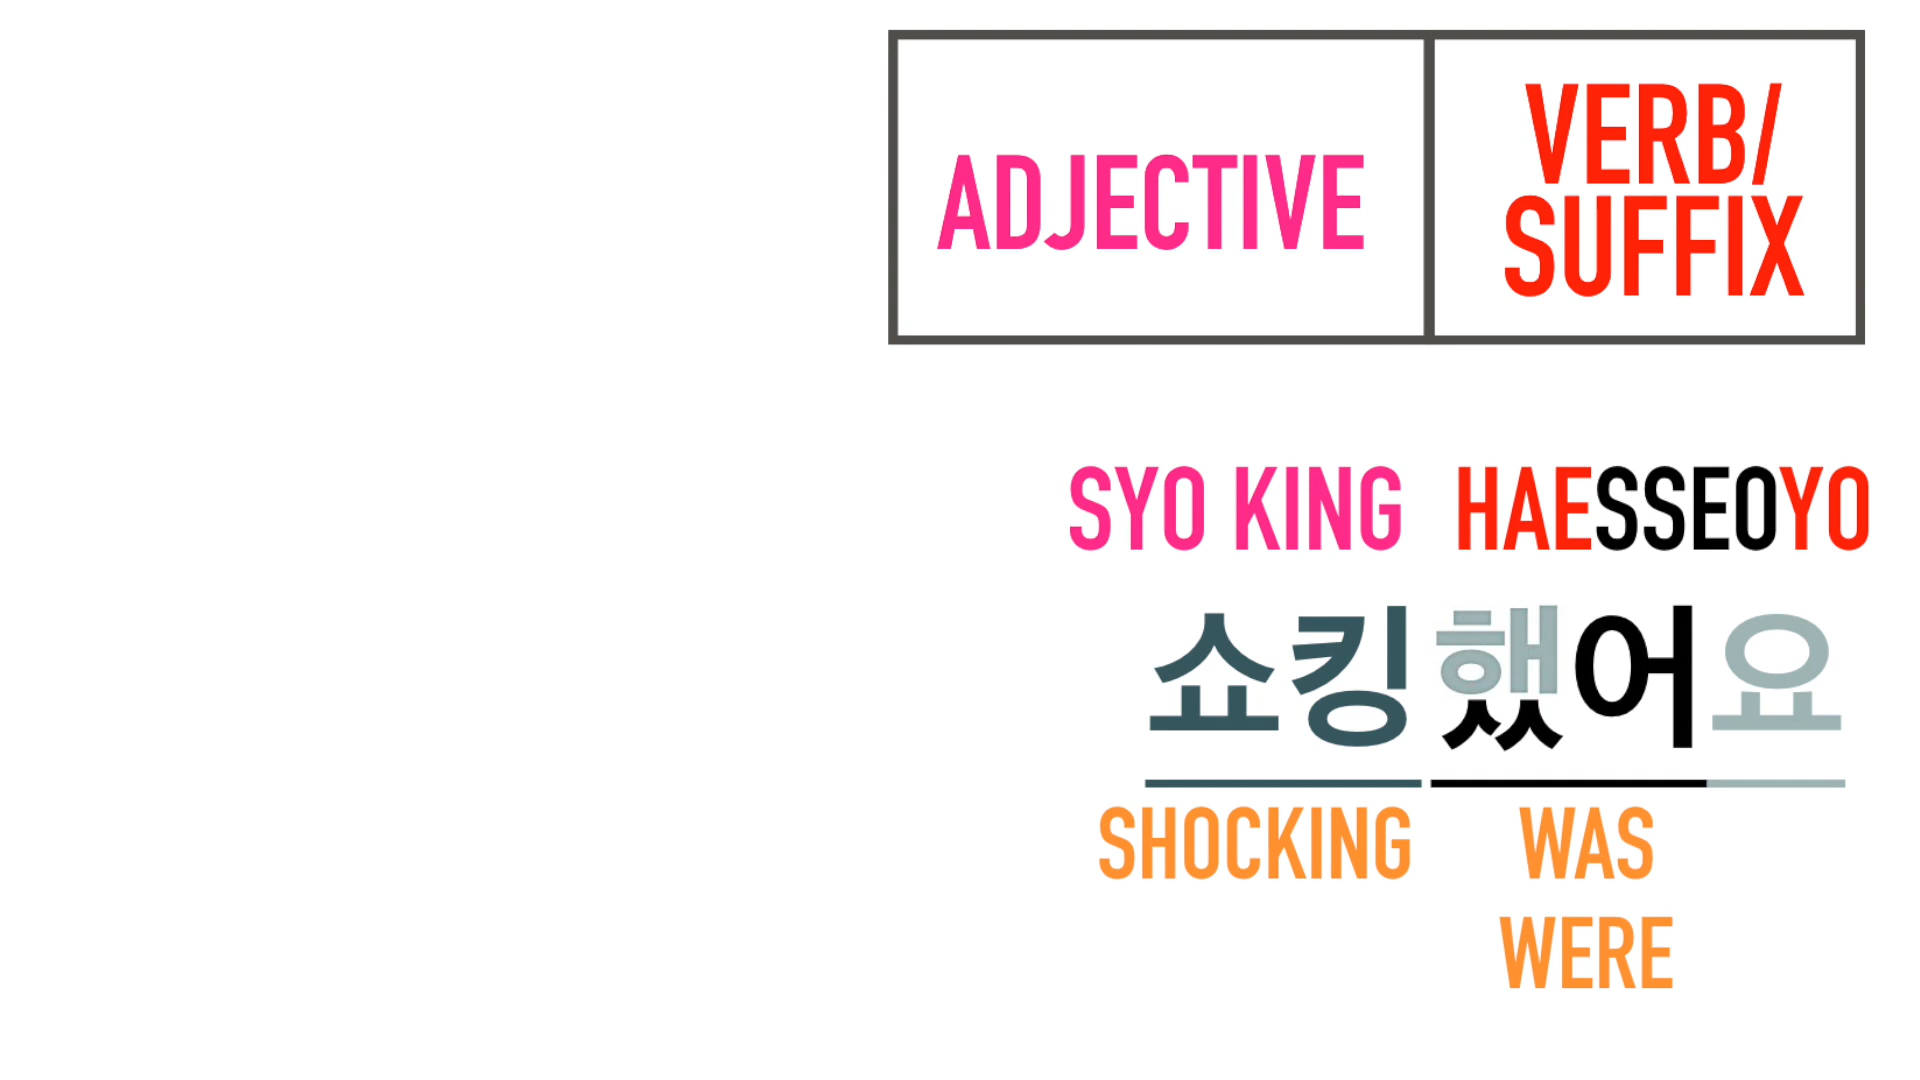 ADJECTIVE
VERB/
SUFFIX
SYO KING HAESSEOYO
쇼킹했어요
SHOCKING WAS
WERE